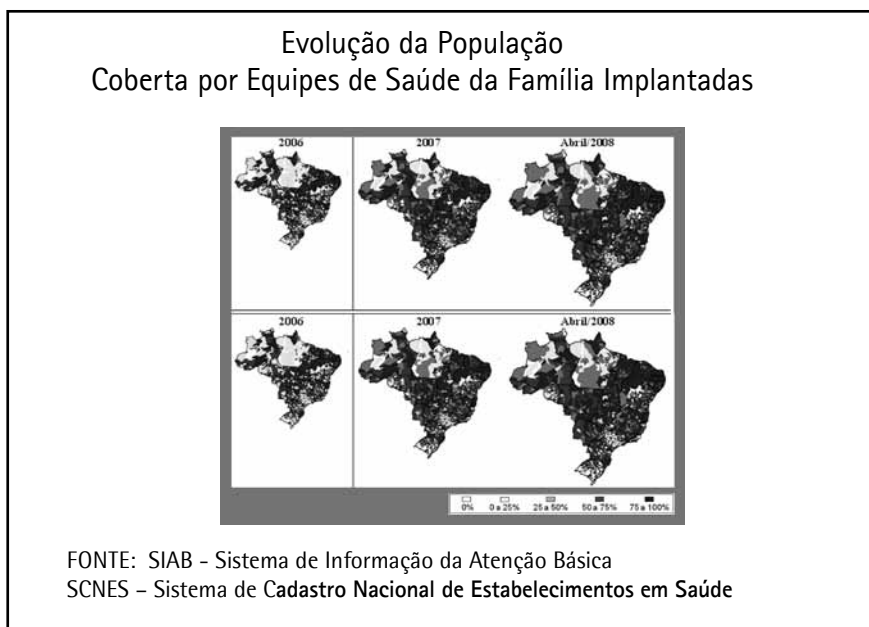 Evolução da População
Coberta por Equipes de Saúde da Família Implantadas
2006 2007 Abril/2008
2006 2007 Abril/2008
0% 0 a 25% 25 a 50% 50 a 75% 75 a 100%
FONTE: SIAB - Sistema de Informação da Atenção Básica
SCNES – Sistema de Cadastro Nacional de Estabelecimentos em Saúde